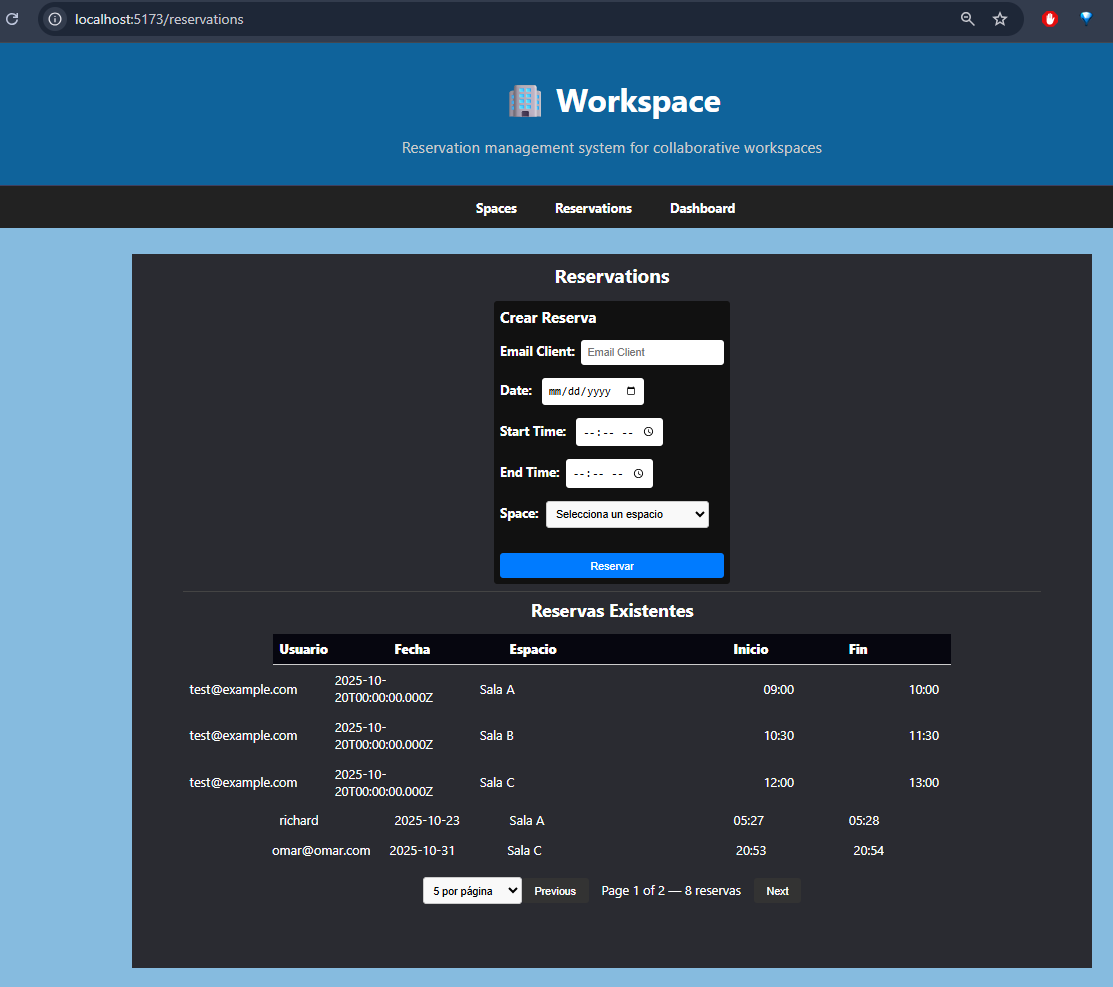 localhost:5173/reservations
Workspace
Reservation management system for collaborative workspaces
Spaces Reservations Dashboard
Reservations
Crear Reserva
Email Client: Email Client
Date: mm/dd/yyyy
Start Time: --:-- --
End Time: --:-- --
Space: Selecciona un espacio
Reservar
Reservas Existentes
Usuario Fecha Espacio Inicio Fin
test@example.com 2025-10-20T00:00:00.000Z Sala A 09:00 10:00
test@example.com 2025-10-20T00:00:00.000Z Sala B 10:30 11:30
test@example.com 2025-10-20T00:00:00.000Z Sala C 12:00 13:00
richard 2025-10-23 Sala A 05:27 05:28
omar@omar.com 2025-10-31 Sala C 20:53 20:54
5 por página Previous Page 1 of 2 — 8 reservas Next